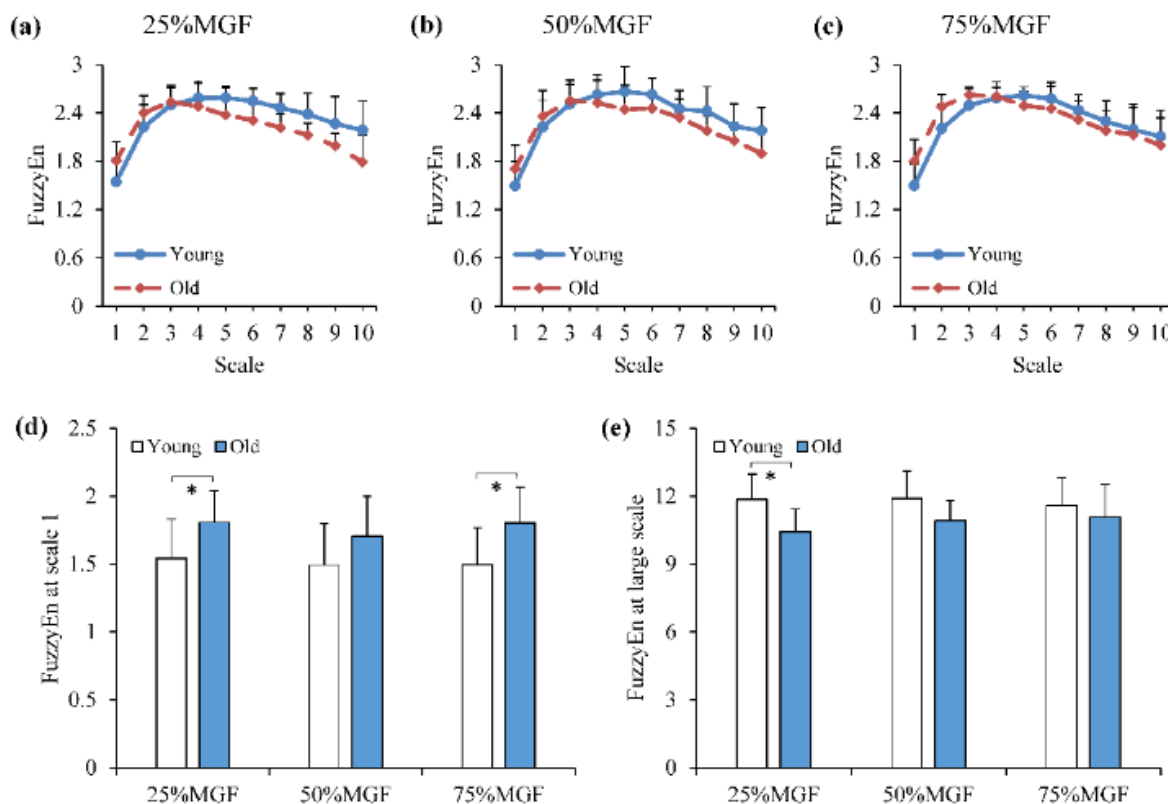 (a) 25%MGF
(b) 50%MGF
(c) 75%MGF
FuzzyEn
3
2.4
1.8
1.2
0.6
0
Young
Old
1 2 3 4 5 6 7 8 9 10
Scale
FuzzyEn
3
2.4
1.8
1.2
0.6
0
Young
Old
1 2 3 4 5 6 7 8 9 10
Scale
FuzzyEn
3
2.4
1.8
1.2
0.6
0
Young
Old
1 2 3 4 5 6 7 8 9 10
Scale
(d)
FuzzyEn at scale 1
2.5
2
1.5
1
0.5
0
Young Old
*
*
25%MGF 50%MGF 75%MGF
(e)
FuzzyEn at large scale
15
12
9
6
3
0
Young Old
*
25%MGF 50%MGF 75%MGF